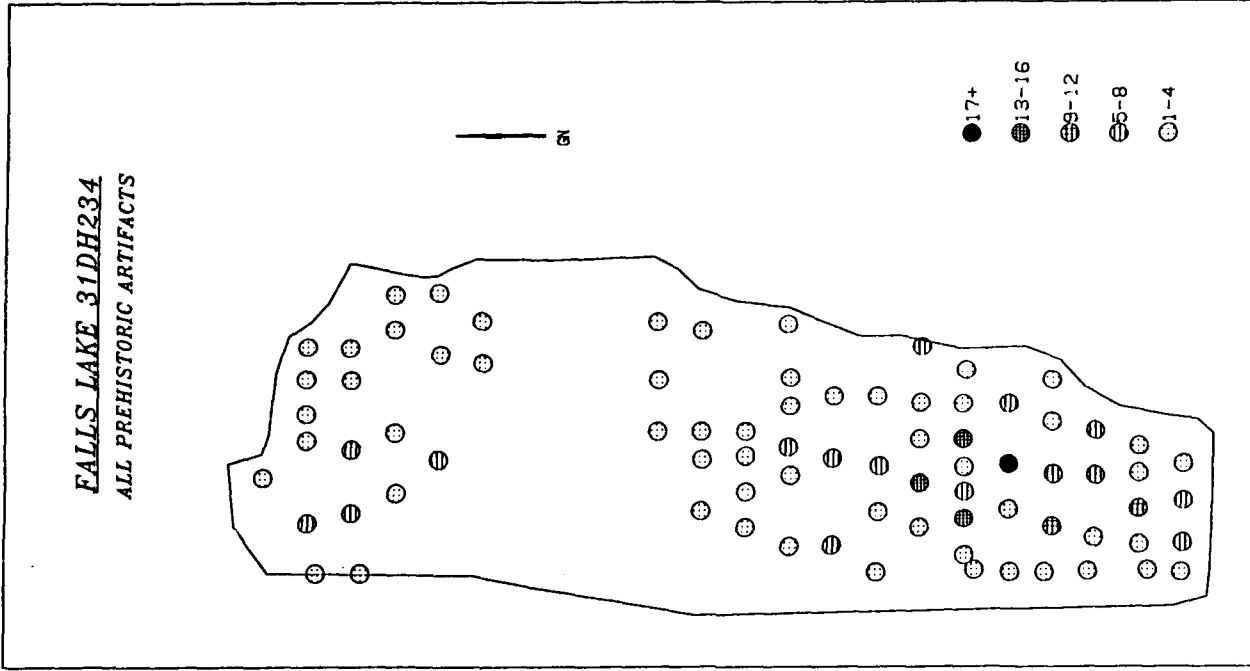 FALLS LAKE 31DH234
ALL PREHISTORIC ARTIFACTS
GN
17+
13-16
9-12
5-8
1-4